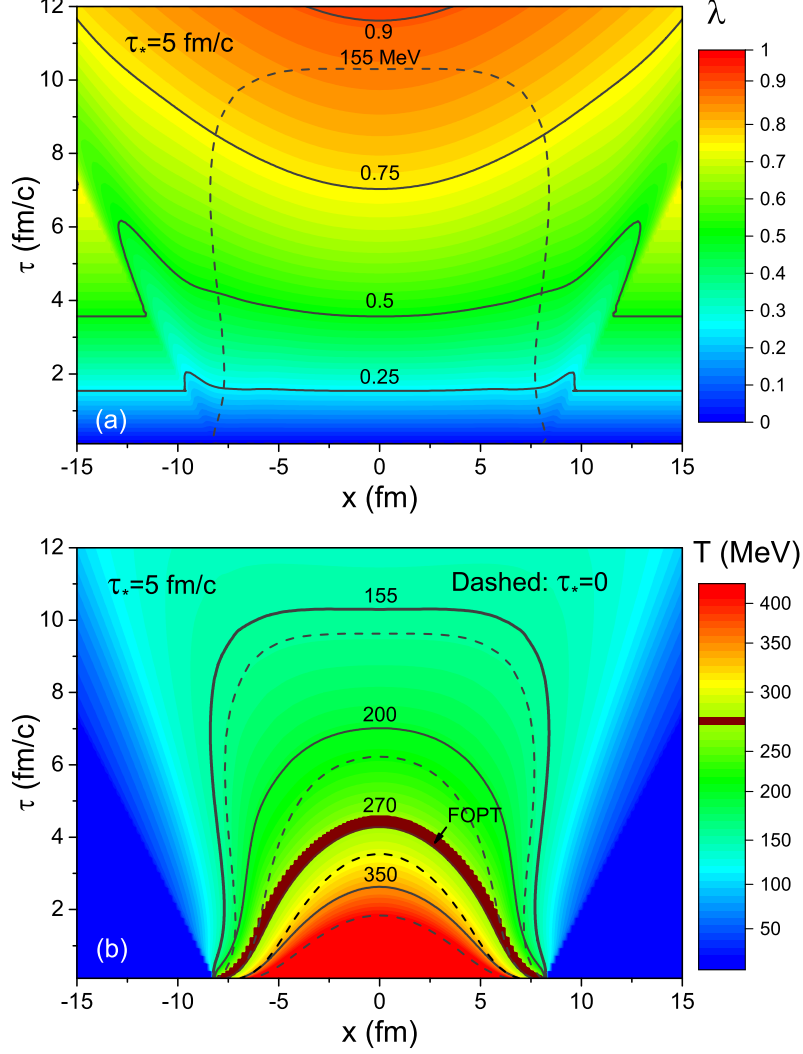 λ
τ*=5 fm/c
0.9
155 MeV
0.75
0.5
0.25
(a)
12
10
8
6
4
2
τ (fm/c)
-15 -10 -5 0 5 10 15
x (fm)
1
0.9
0.8
0.7
0.6
0.5
0.4
0.3
0.2
0.1
0
T (MeV)
τ*=5 fm/c
Dashed: τ*=0
155
200
270
FOPT
350
(b)
12
10
8
6
4
2
τ (fm/c)
-15 -10 -5 0 5 10 15
x (fm)
400
350
300
250
200
150
100
50